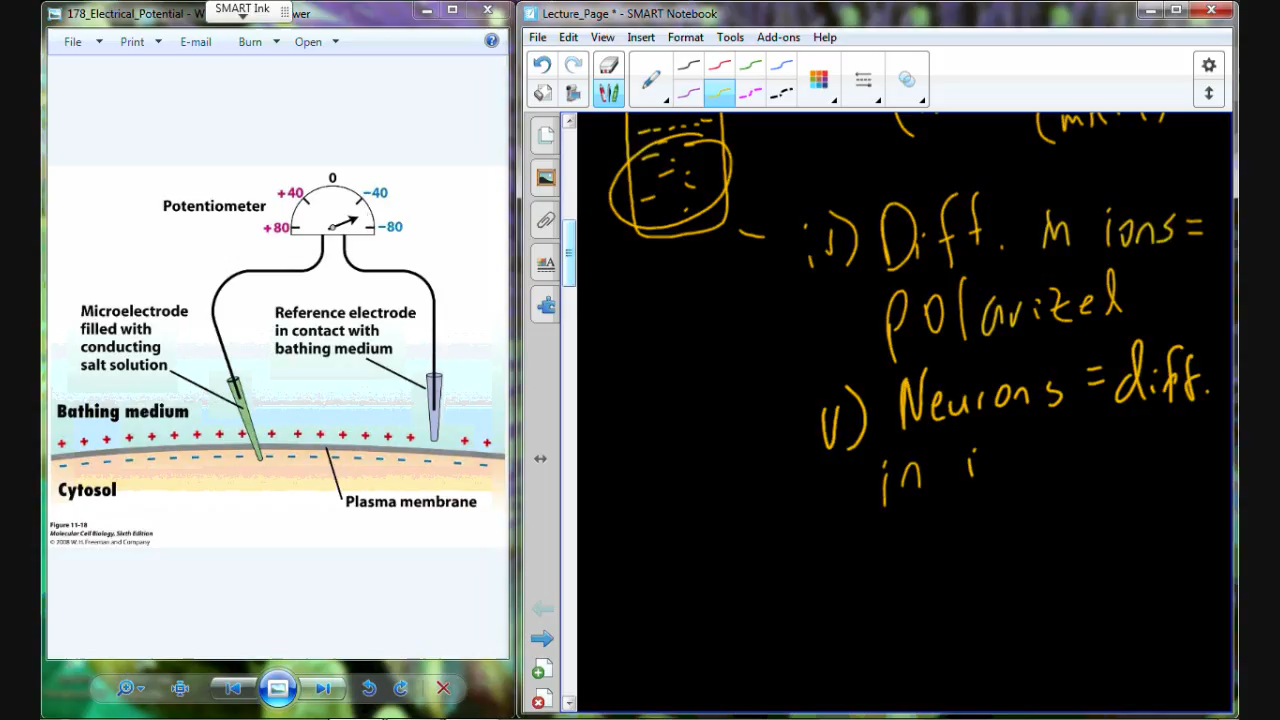 178_Electrical_Potential - W
SMART Ink
wer
File Print E-mail Burn Open
Potentiometer
0
+40 -40
+80 -80
Microelectrode
filled with
conducting
salt solution
Reference electrode
in contact with
bathing medium
Bathing medium
Cytosol
Plasma membrane
Figure 11-18
Molecular Cell Biology, Sixth Edition
© 2008 W. H. Freeman and Company
Lecture_Page * - SMART Notebook
File Edit View Insert Format Tools Add-ons Help
iv) Diff. in ions =
polarized
v) Neurons = diff.
in i